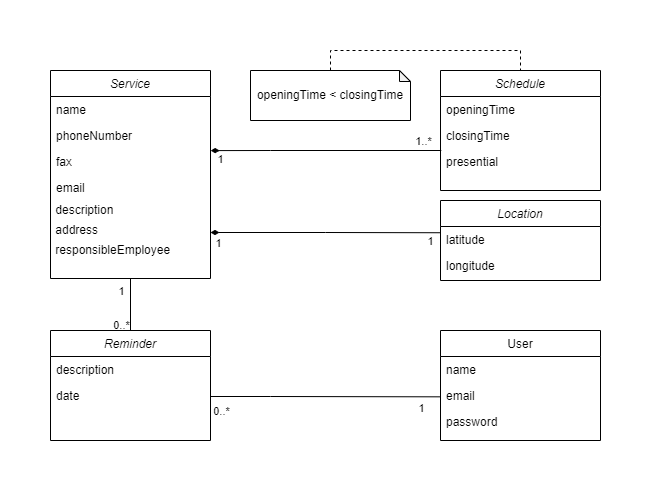 Service
name
phoneNumber
fax
email
description
address
responsibleEmployee
openingTime < closingTime
Schedule
openingTime
closingTime
presential
1
1..*
Location
latitude
longitude
1
1
1
0..*
Reminder
description
date
User
name
email
password
0..*
1